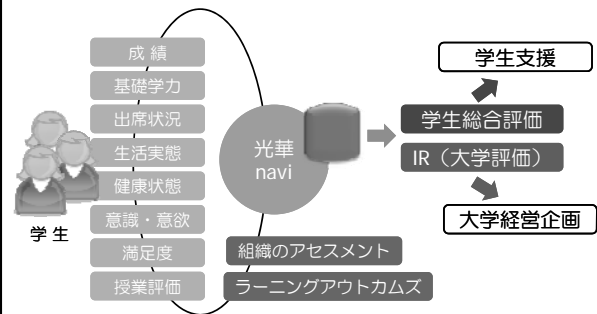 成 績
基礎学力
出席状況
生活実態
健康状態
意識・意欲
満足度
授業評価
学 生
光華
navi
組織のアセスメント
ラーニングアウトカムズ
学生支援
学生総合評価
IR（大学評価）
大学経営企画